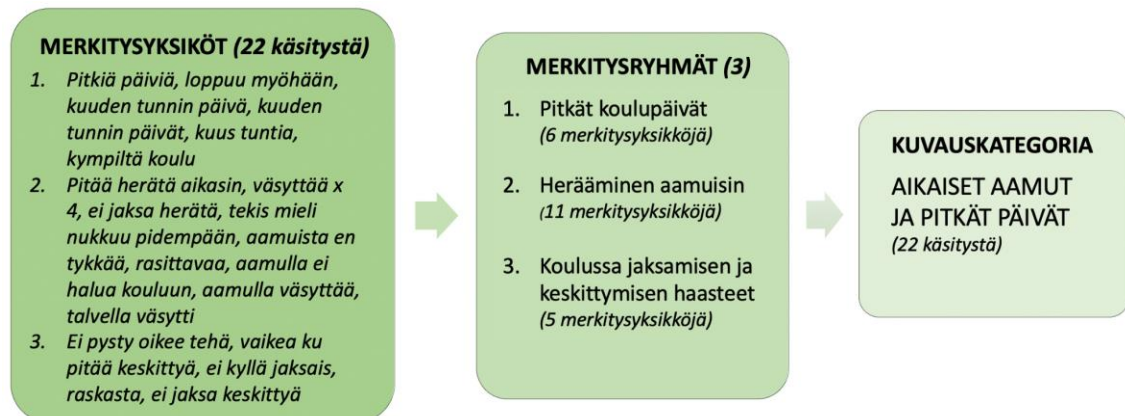 MERKITYSYKSIKÖT (22 käsitystä)
1. Pitkiä päiviä, loppuu myöhään,
kuuden tunnin päivä, kuuden
tunnin päivät, kuus tuntia,
kympiltä koulu
2. Pitää herätä aikasin, väsyttää x
4, ei jaksa herätä, tekis mieli
nukkuu pidempään, aamuista en
tykkää, rasittavaa, aamulla ei
halua kouluun, aamulla väsyttää,
talvella väsytti
3. Ei pysty oikee tehä, vaikea ku
pitää keskittyä, ei kyllä jaksais,
raskasta, ei jaksa keskittyä
MERKITYSRYHMÄT (3)
1. Pitkät koulupäivät
(6 merkitysyksikköjä)
2. Herääminen aamuisin
(11 merkitysyksikköjä)
3. Koulussa jaksamisen ja
keskittymisen haasteet
(5 merkitysyksikköjä)
KUVAUSKATEGORIA
AIKAISET AAMUT
JA PITKÄT PÄIVÄT
(22 käsitystä)